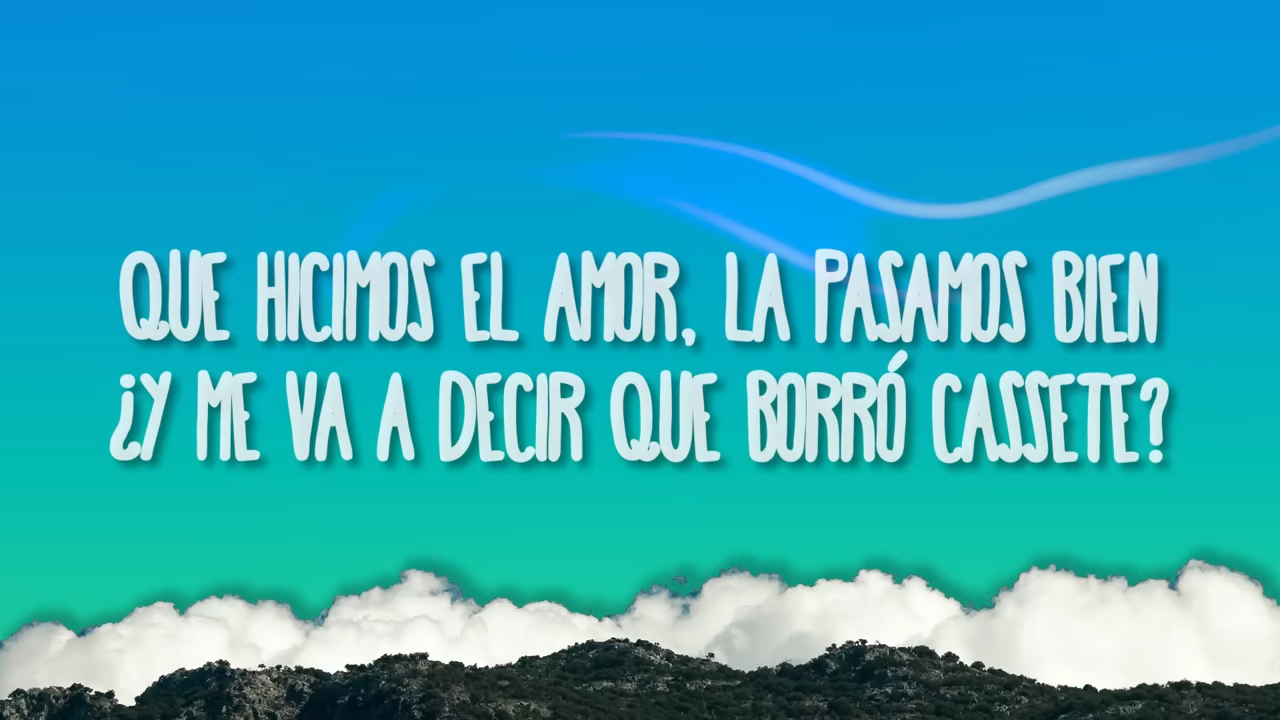 QUE HICIMOS EL AMOR, LA PASAMOS BIEN
¿Y ME VA A DECIR QUE BORRÓ CASSETE?